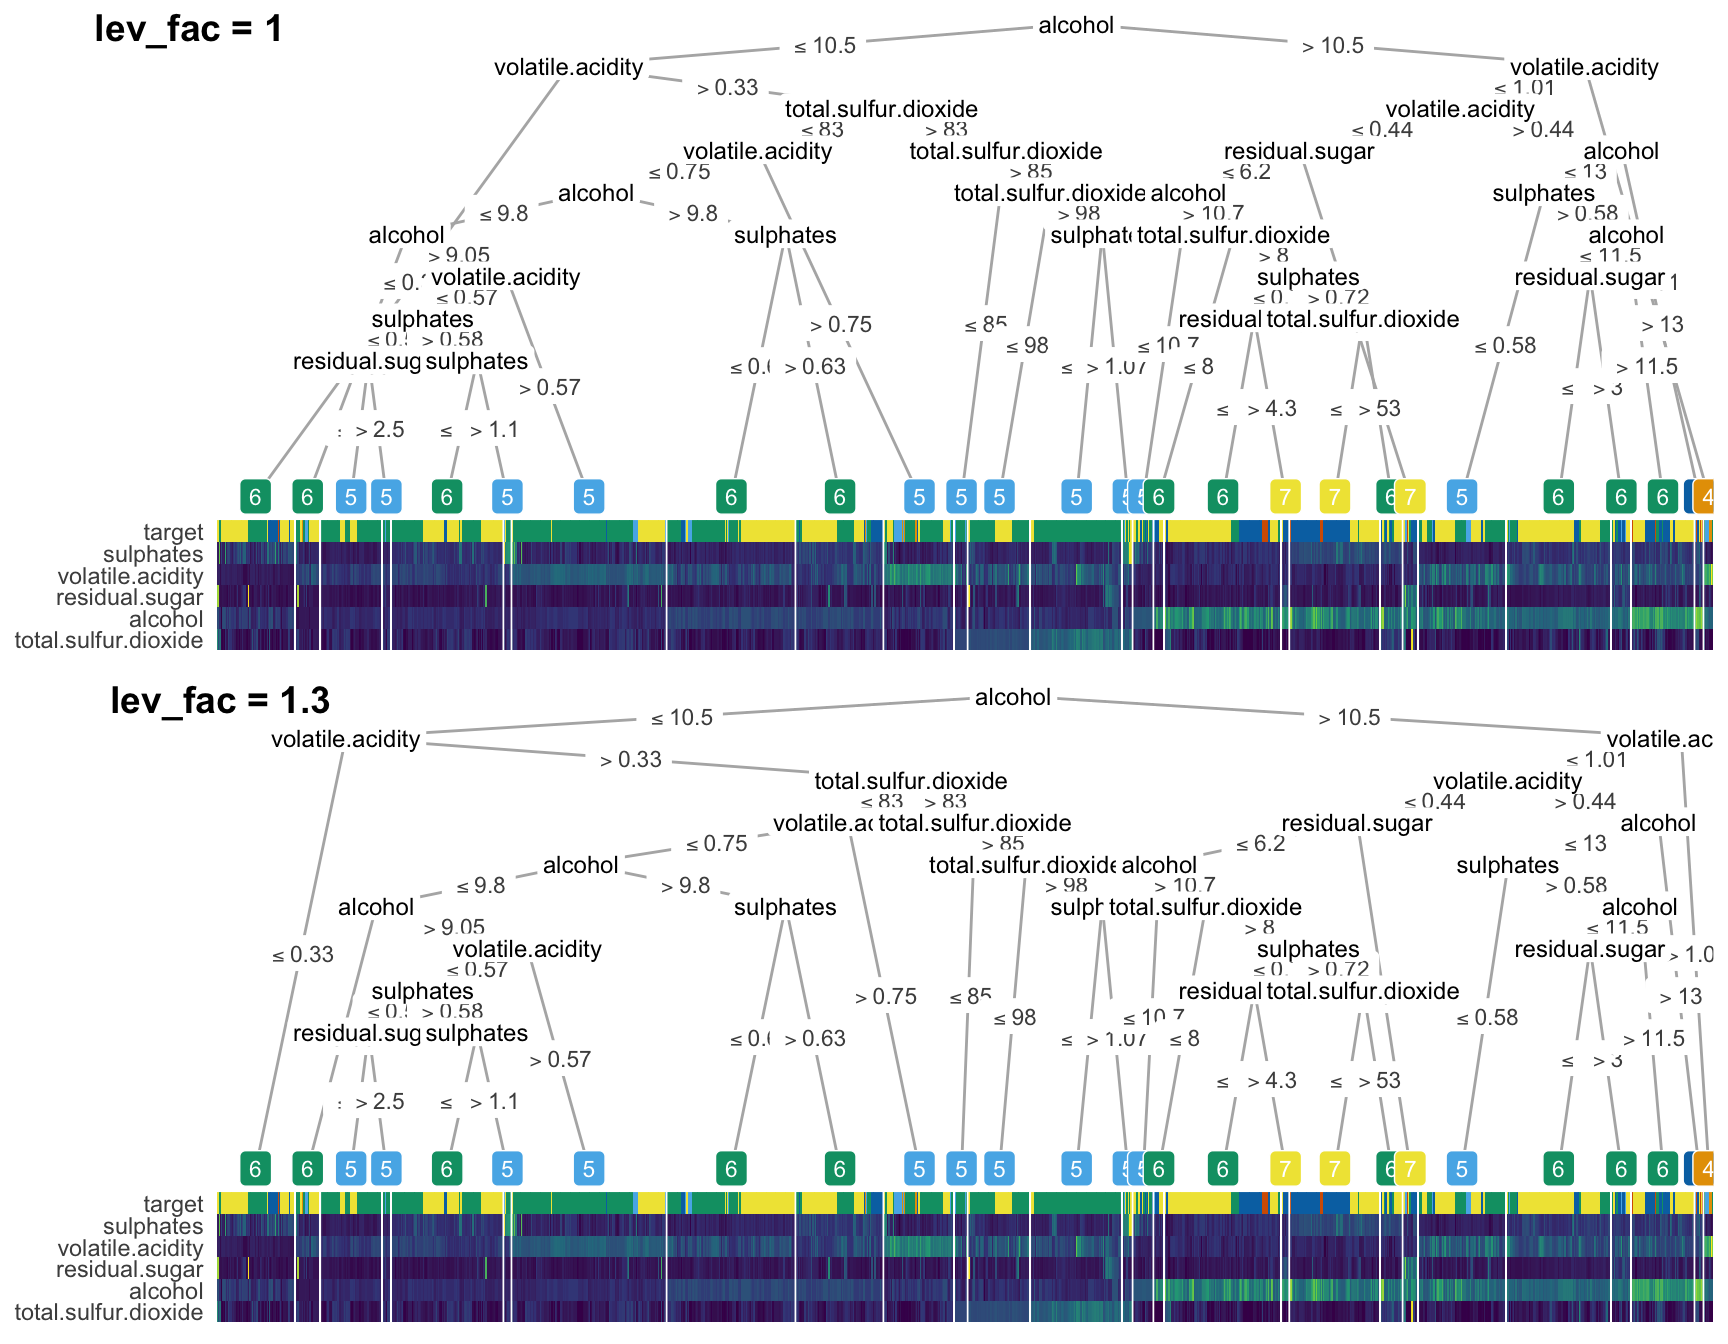 lev_fac = 1
alcohol
≤ 10.5 > 10.5
volatile.acidity volatile.acidity
> 0.33 ≤ 1.01
total.sulfur.dioxide volatile.acidity
≤ 83 > 83 ≤ 0.44 > 0.44
volatile.acidity total.sulfur.dioxide residual.sugar alcohol
≤ 0.75 > 85 ≤ 6.2 ≤ 13
alcohol total.sulfur.dioxide alcohol sulphates
≤ 9.8 > 9.8 > 98 > 10.7 > 0.58
alcohol sulphates sulphat total.sulfur.dioxide alcohol
> 9.05 > 8 ≤ 11.5
volatile.acidity sulphates residual.sugar
≤ 0.57 ≤ 0. > 0.72
sulphates residual total.sulfur.dioxide
> 0.75 ≤ 85 > 13
> 0.58 ≤ 98 ≤ 10.7 ≤ 0.58
residual.sug sulphates
> 0.63 ≤ > 1.07 ≤ 8 > 11.5
> 0.57 ≤ > 3
≤ > 4.3 ≤ > 53
> 2.5 ≤ > 1.1
6 6 5 5 6 5 5 6 6 5 5 5 5 5 5 6 6 7 7 6 7 5 6 6 6 4
target
sulphates
volatile.acidity
residual.sugar
alcohol
total.sulfur.dioxide
lev_fac = 1.3
alcohol
≤ 10.5 > 10.5
volatile.acidity volatile.ac
> 0.33 ≤ 1.01
total.sulfur.dioxide volatile.acidity
≤ 83 > 83 ≤ 0.44 > 0.44
volatile.ac total.sulfur.dioxide residual.sugar alcohol
≤ 0.75 > 85 ≤ 6.2 ≤ 13
alcohol total.sulfur.dioxide alcohol sulphates
≤ 9.8 > 9.8 > 98 > 10.7 > 0.58
alcohol sulphates sulph total.sulfur.dioxide alcohol
> 9.05 > 8 ≤ 11.5
≤ 0.33 volatile.acidity sulphates residual.sugar > 1.0
≤ 0.57 ≤ 0. > 0.72
sulphates residual total.sulfur.dioxide
> 0.75 ≤ 85 > 13
> 0.58 ≤ 98 ≤ 10.7 ≤ 0.58
residual.sug sulphates
> 0.63 ≤ > 1.07 ≤ 8 > 11.5
> 0.57 ≤ > 3
≤ > 4.3 ≤ > 53
> 2.5 ≤ > 1.1
6 6 5 5 6 5 5 6 6 5 5 5 5 5 5 6 6 7 7 6 7 5 6 6 6 4
target
sulphates
volatile.acidity
residual.sugar
alcohol
total.sulfur.dioxide